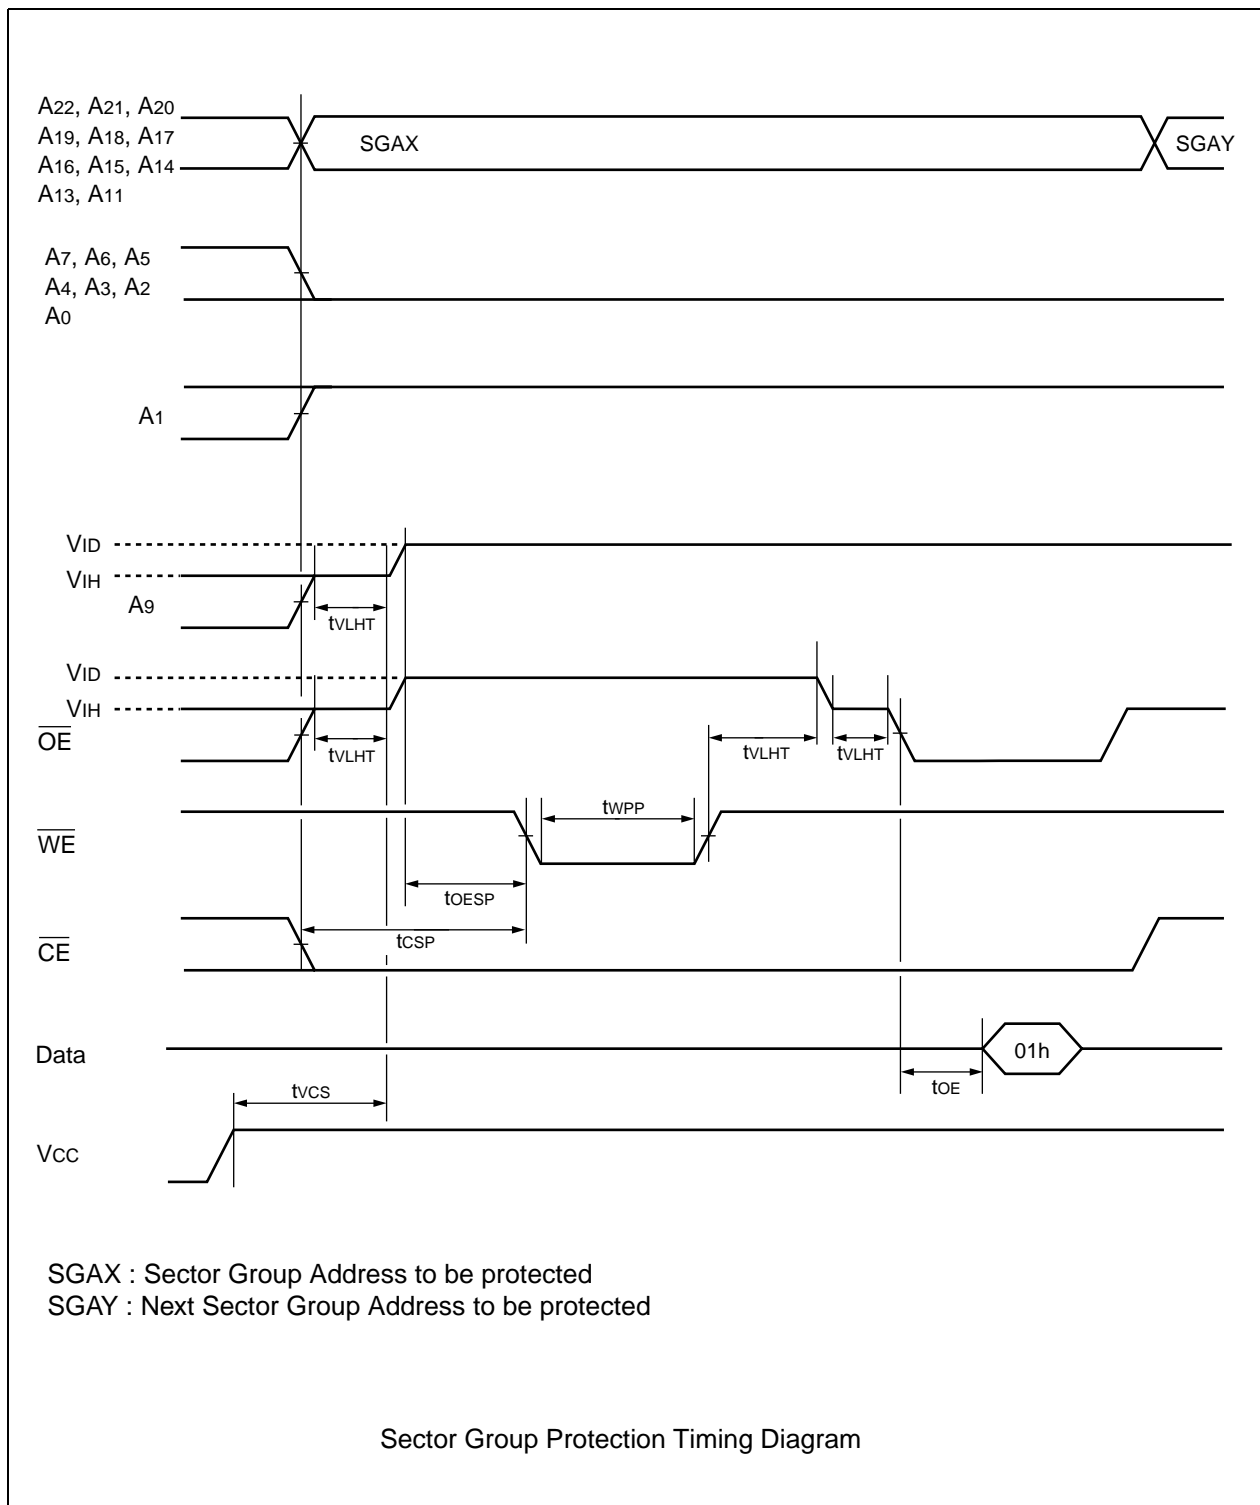 A22, A21, A20
A19, A18, A17
A16, A15, A14
A13, A11
SGAX
SGAY
A7, A6, A5
A4, A3, A2
A0
A1
VID
VIH
A9
tVLHT
VID
VIH
OE
tVLHT
tVLHT
tVLHT
WE
tWPP
tOESP
CE
tCSP
Data
01h
tOE
tVCS
VCC
SGAX : Sector Group Address to be protected
SGAY : Next Sector Group Address to be protected
Sector Group Protection Timing Diagram